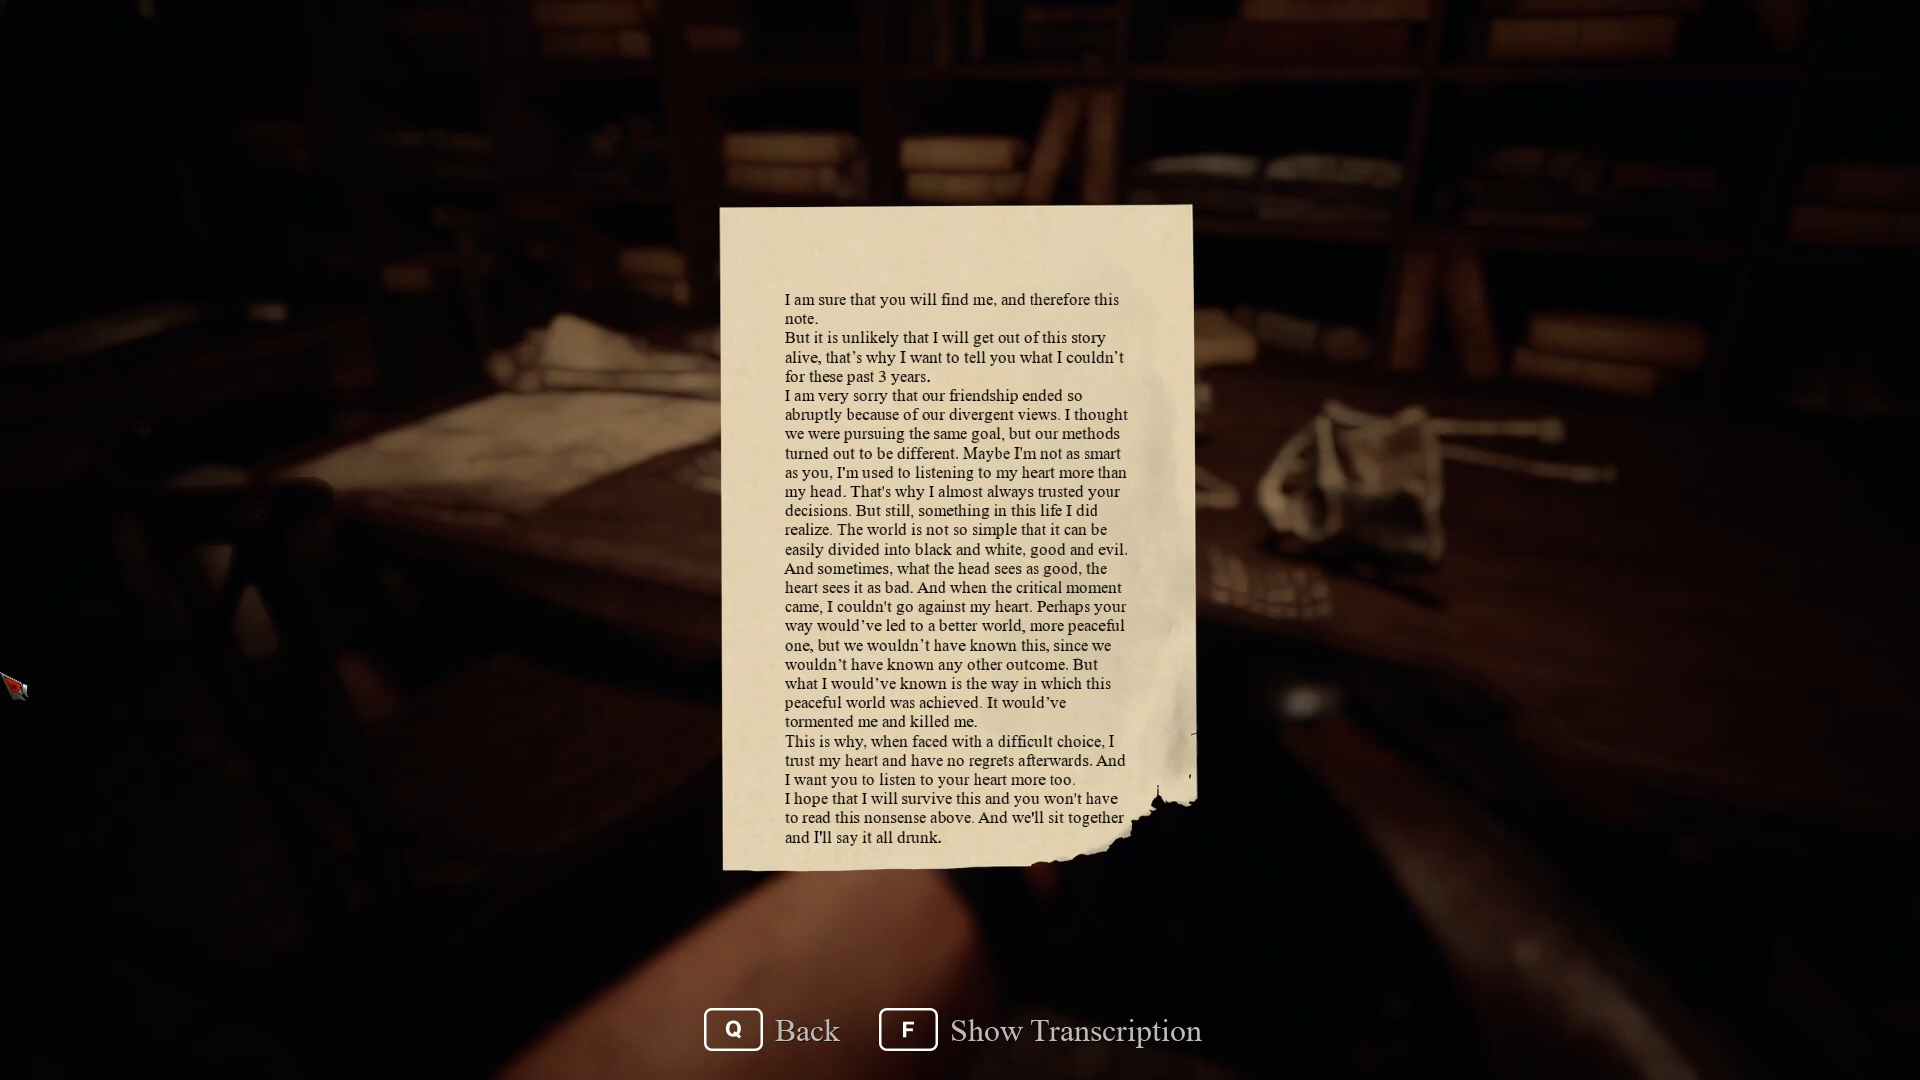 I am sure that you will find me, and therefore this
note.
But it is unlikely that I will get out of this story
alive, that’s why I want to tell you what I couldn’t
for these past 3 years.
I am very sorry that our friendship ended so
abruptly because of our divergent views. I thought
we were pursuing the same goal, but our methods
turned out to be different. Maybe I'm not as smart
as you, I'm used to listening to my heart more than
my head. That's why I almost always trusted your
decisions. But still, something in this life I did
realize. The world is not so simple that it can be
easily divided into black and white, good and evil.
And sometimes, what the head sees as good, the
heart sees it as bad. And when the critical moment
came, I couldn't go against my heart. Perhaps your
way would’ve led to a better world, more peaceful
one, but we wouldn’t have known this, since we
wouldn’t have known any other outcome. But
what I would’ve known is the way in which this
peaceful world was achieved. It would’ve
tormented me and killed me.
This is why, when faced with a difficult choice, I
trust my heart and have no regrets afterwards. And
I want you to listen to your heart more too.
I hope that I will survive this and you won't have
to read this nonsense above. And we'll sit together
and I'll say it all drunk.
Q Back F Show Transcription